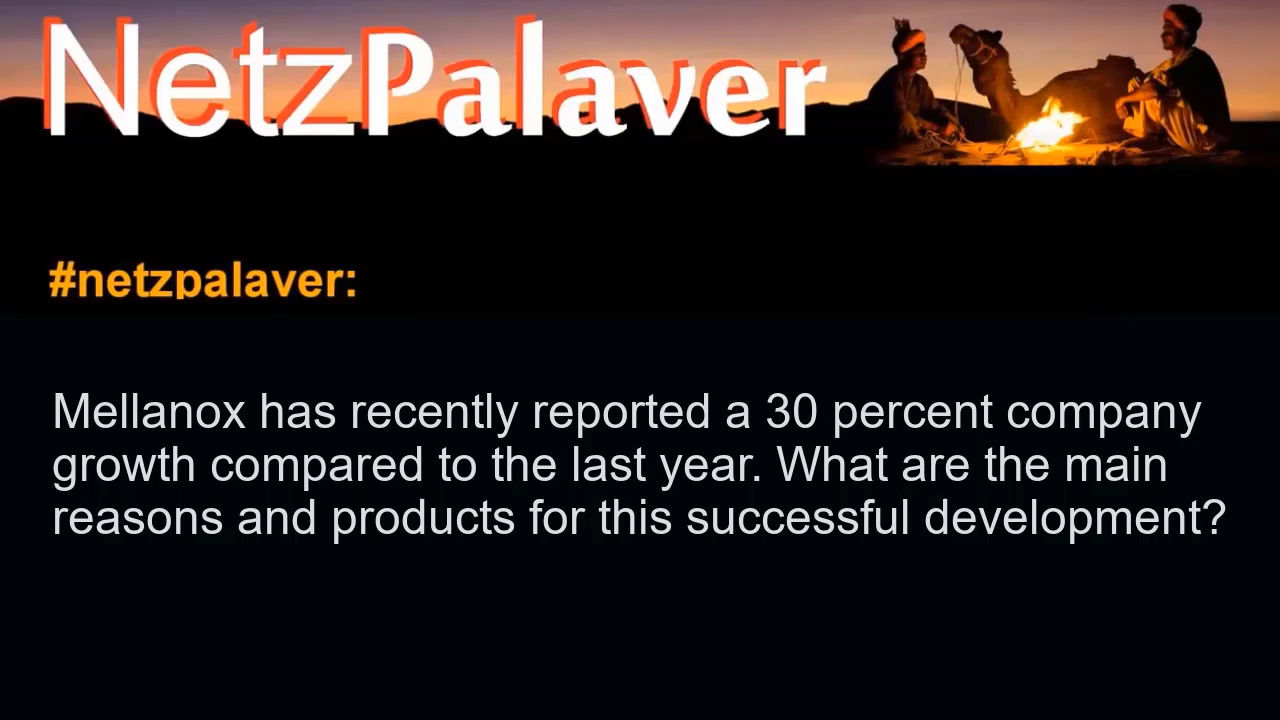 NetzPalaver
#netzpalaver:
Mellanox has recently reported a 30 percent company
growth compared to the last year. What are the main
reasons and products for this successful development?